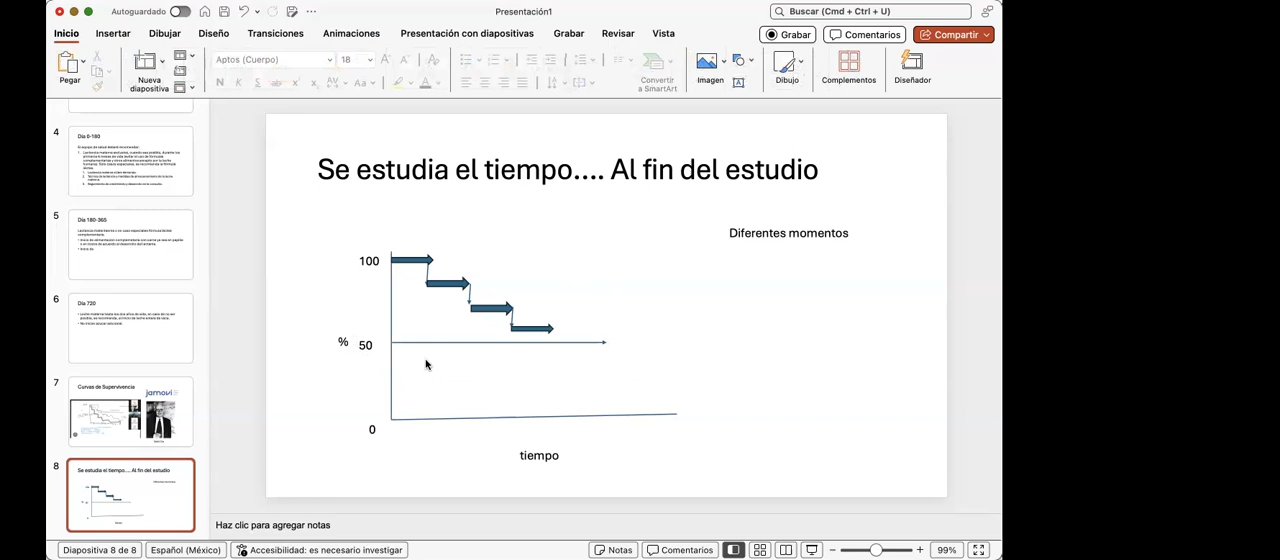 Autoguardado
Presentación1
Buscar (Cmd + Ctrl + U)
Inicio Insertar Dibujar Diseño Transiciones Animaciones Presentación con diapositivas Grabar Revisar Vista
Grabar Comentarios Compartir
Pegar
Nueva diapositiva
Aptos (Cuerpo) 18
N K S ab x x AV Aa A
Convertir a SmartArt
Imagen
Dibujo
Complementos
Diseñador
4
Día 0-180
5
Día 180-365
6
Día 720
7
Curvas de Supervivencia
jamovi
8
Se estudia el tiempo.... Al fin del estudio
Se estudia el tiempo.... Al fin del estudio
Diferentes momentos
100
% 50
0
tiempo
Haz clic para agregar notas
Diapositiva 8 de 8 Español (México) Accesibilidad: es necesario investigar Notas Comentarios 99%